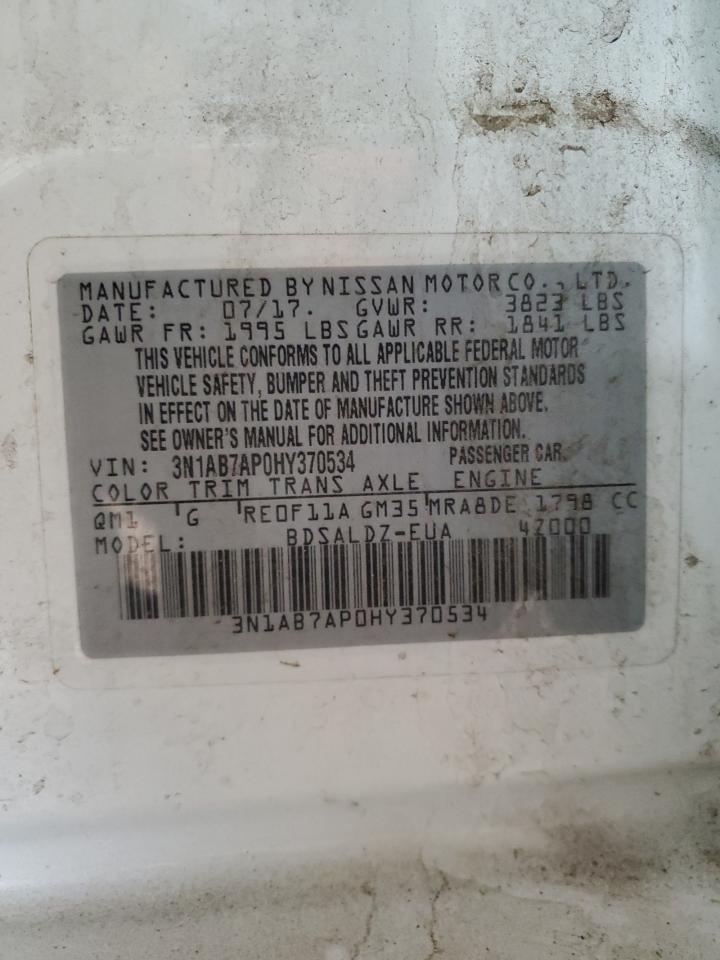 MANUFACTURED BY NISSAN MOTOR CO., LTD.
DATE: 07/17. GVWR: 3823 LBS
GAWR FR: 1995 LBS GAWR RR: 1841 LBS
THIS VEHICLE CONFORMS TO ALL APPLICABLE FEDERAL MOTOR
VEHICLE SAFETY, BUMPER AND THEFT PREVENTION STANDARDS
IN EFFECT ON THE DATE OF MANUFACTURE SHOWN ABOVE.
SEE OWNER'S MANUAL FOR ADDITIONAL INFORMATION.
VIN: 3N1AB7AP0HY370534 PASSENGER CAR.
COLOR TRIM TRANS AXLE ENGINE
QM1 G RE0F11A GM35 MRA8DE 1798 CC
MODEL: BDSALDZ-EUA 4Z000
3N1AB7AP0HY370534